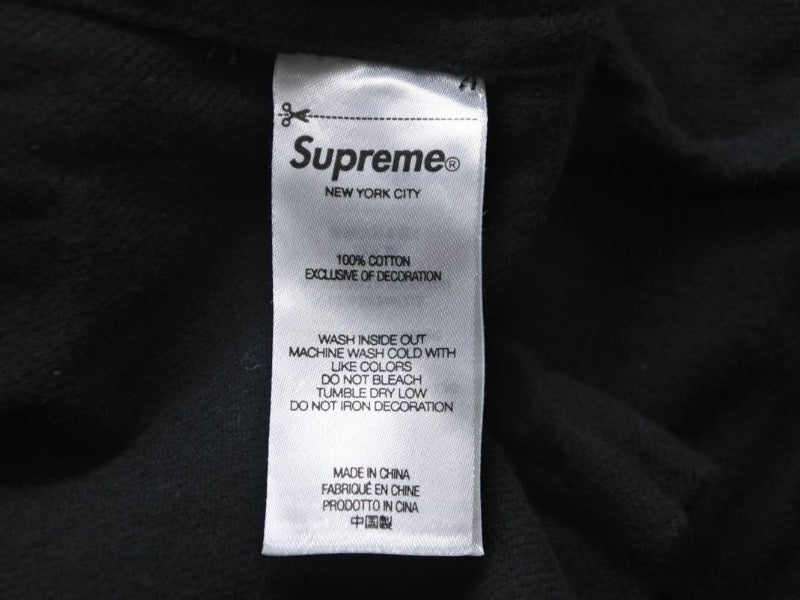 Supreme®
NEW YORK CITY
100% COTTON
EXCLUSIVE OF DECORATION
WASH INSIDE OUT
MACHINE WASH COLD WITH
LIKE COLORS
DO NOT BLEACH
TUMBLE DRY LOW
DO NOT IRON DECORATION
MADE IN CHINA
FABRIQUÉ EN CHINE
PRODOTTO IN CINA
中国製